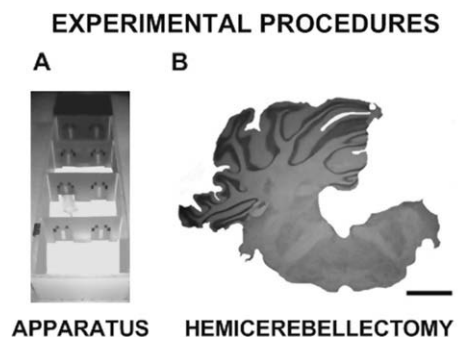 EXPERIMENTAL PROCEDURES
A
B
APPARATUS
HEMICEREBELLECTOMY